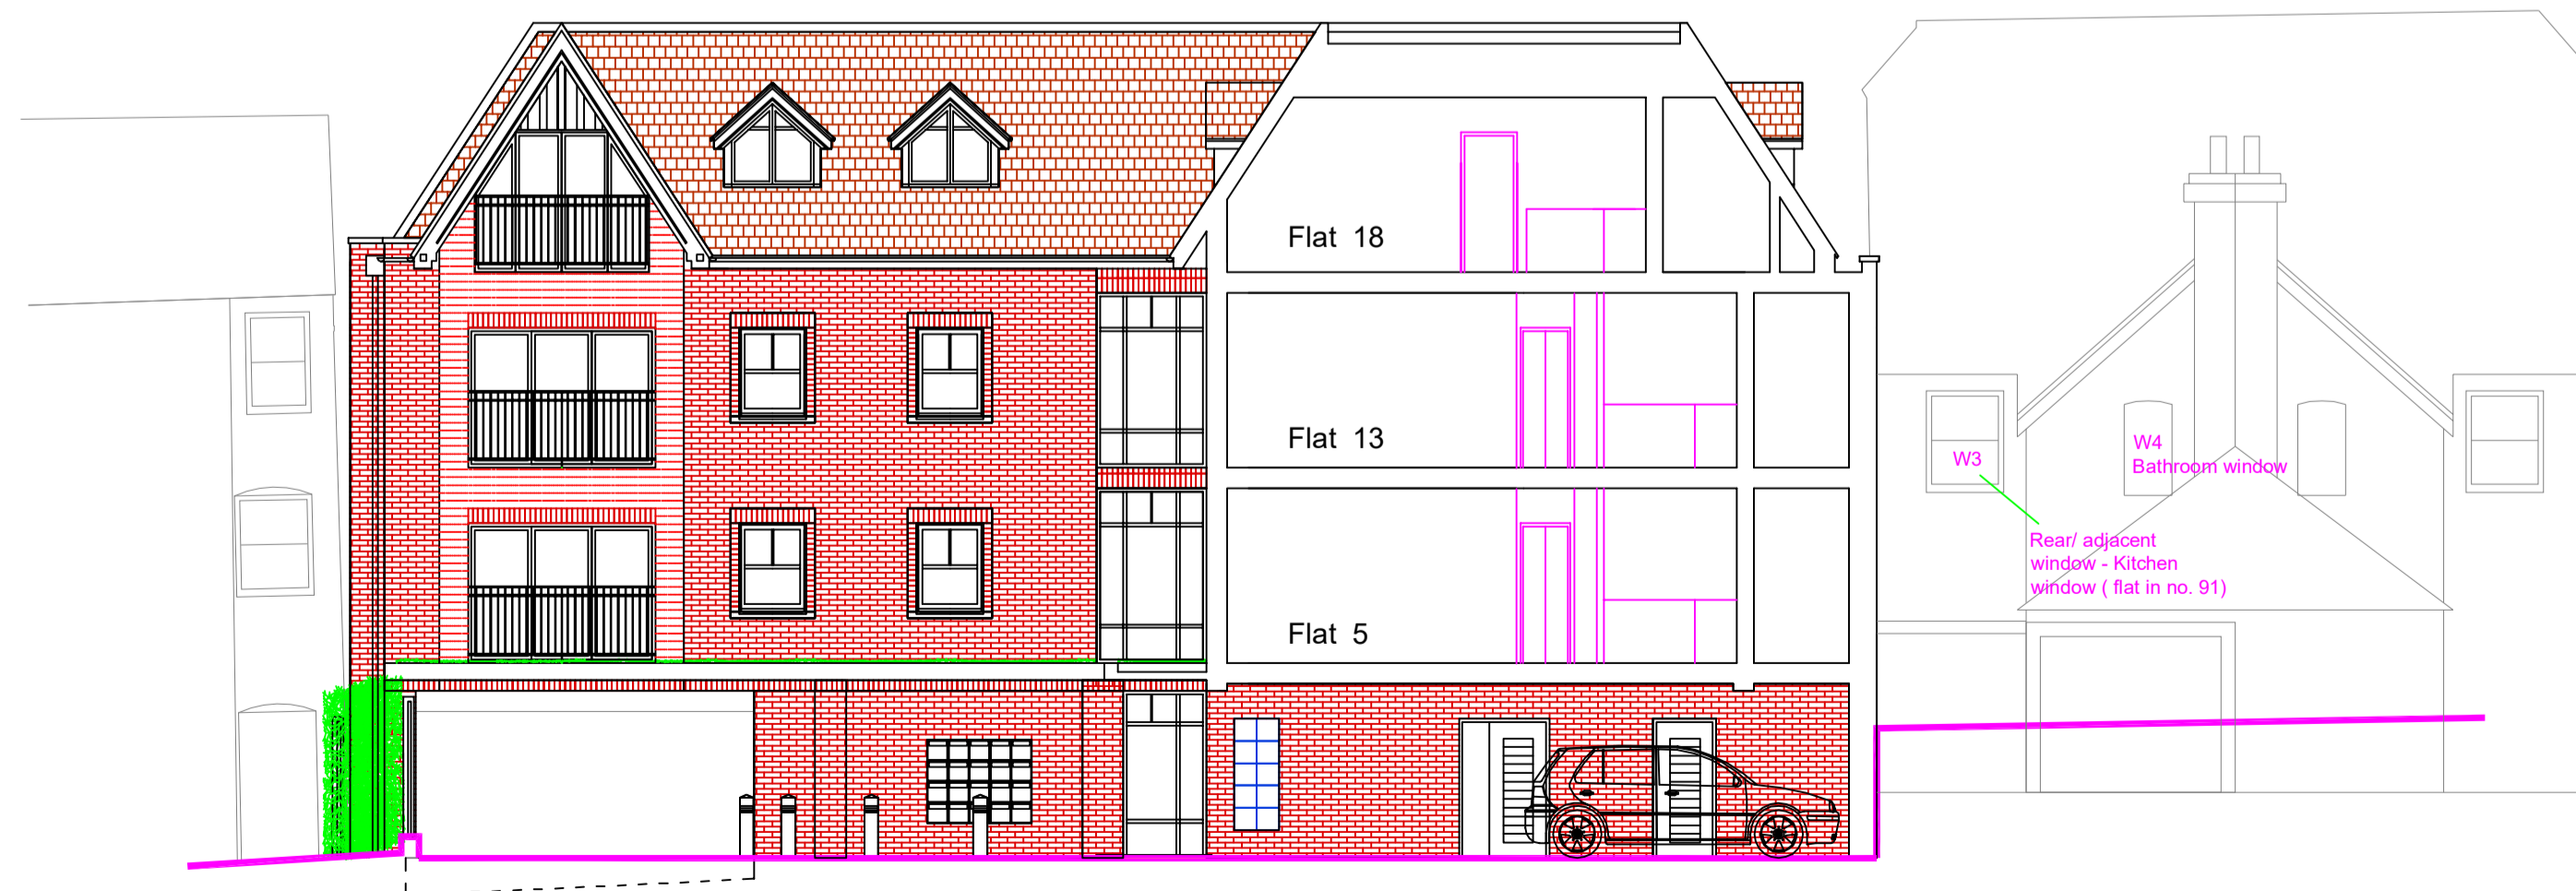 Flat 18
Flat 13
Flat 5
W3
W4
Bathroom window
Rear/ adjacent
window - Kitchen
window ( flat in no. 91)